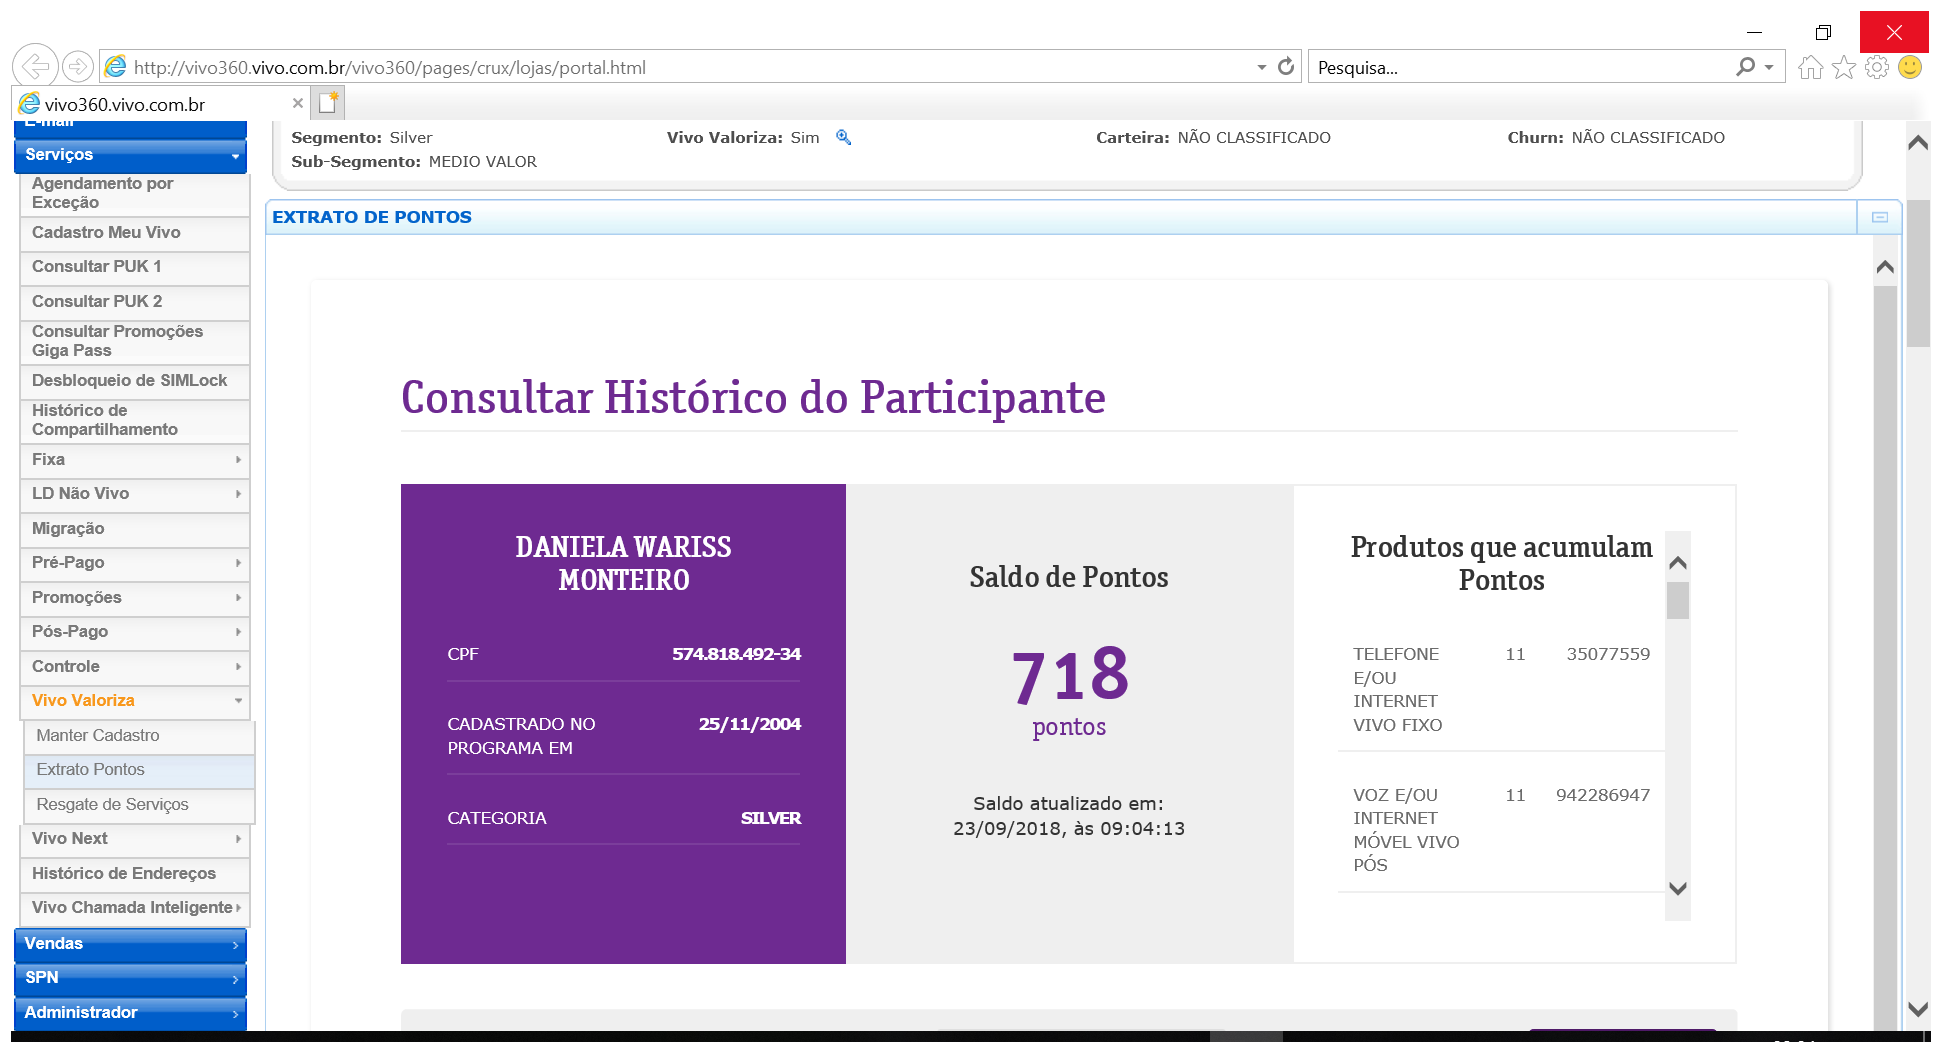 http://vivo360.vivo.com.br/vivo360/pages/crux/lojas/portal.html
Pesquisa...
vivo360.vivo.com.br
E-mail
Serviços
Agendamento por
Exceção
Cadastro Meu Vivo
Consultar PUK 1
Consultar PUK 2
Consultar Promoções
Giga Pass
Desbloqueio de SIMLock
Histórico de
Compartilhamento
Fixa
LD Não Vivo
Migração
Pré-Pago
Promoções
Pós-Pago
Controle
Vivo Valoriza
Manter Cadastro
Extrato Pontos
Resgate de Serviços
Vivo Next
Histórico de Endereços
Vivo Chamada Inteligente
Vendas
SPN
Administrador
Segmento: Silver
Vivo Valoriza: Sim
Carteira: NÃO CLASSIFICADO
Churn: NÃO CLASSIFICADO
Sub-Segmento: MEDIO VALOR
EXTRATO DE PONTOS
Consultar Histórico do Participante
DANIELA WARISS
MONTEIRO
CPF 574.818.492-34
CADASTRADO NO 25/11/2004
PROGRAMA EM
CATEGORIA SILVER
Saldo de Pontos
718
pontos
Saldo atualizado em:
23/09/2018, às 09:04:13
Produtos que acumulam
Pontos
TELEFONE 11 35077559
E/OU
INTERNET
VIVO FIXO
VOZ E/OU 11 942286947
INTERNET
MÓVEL VIVO
PÓS